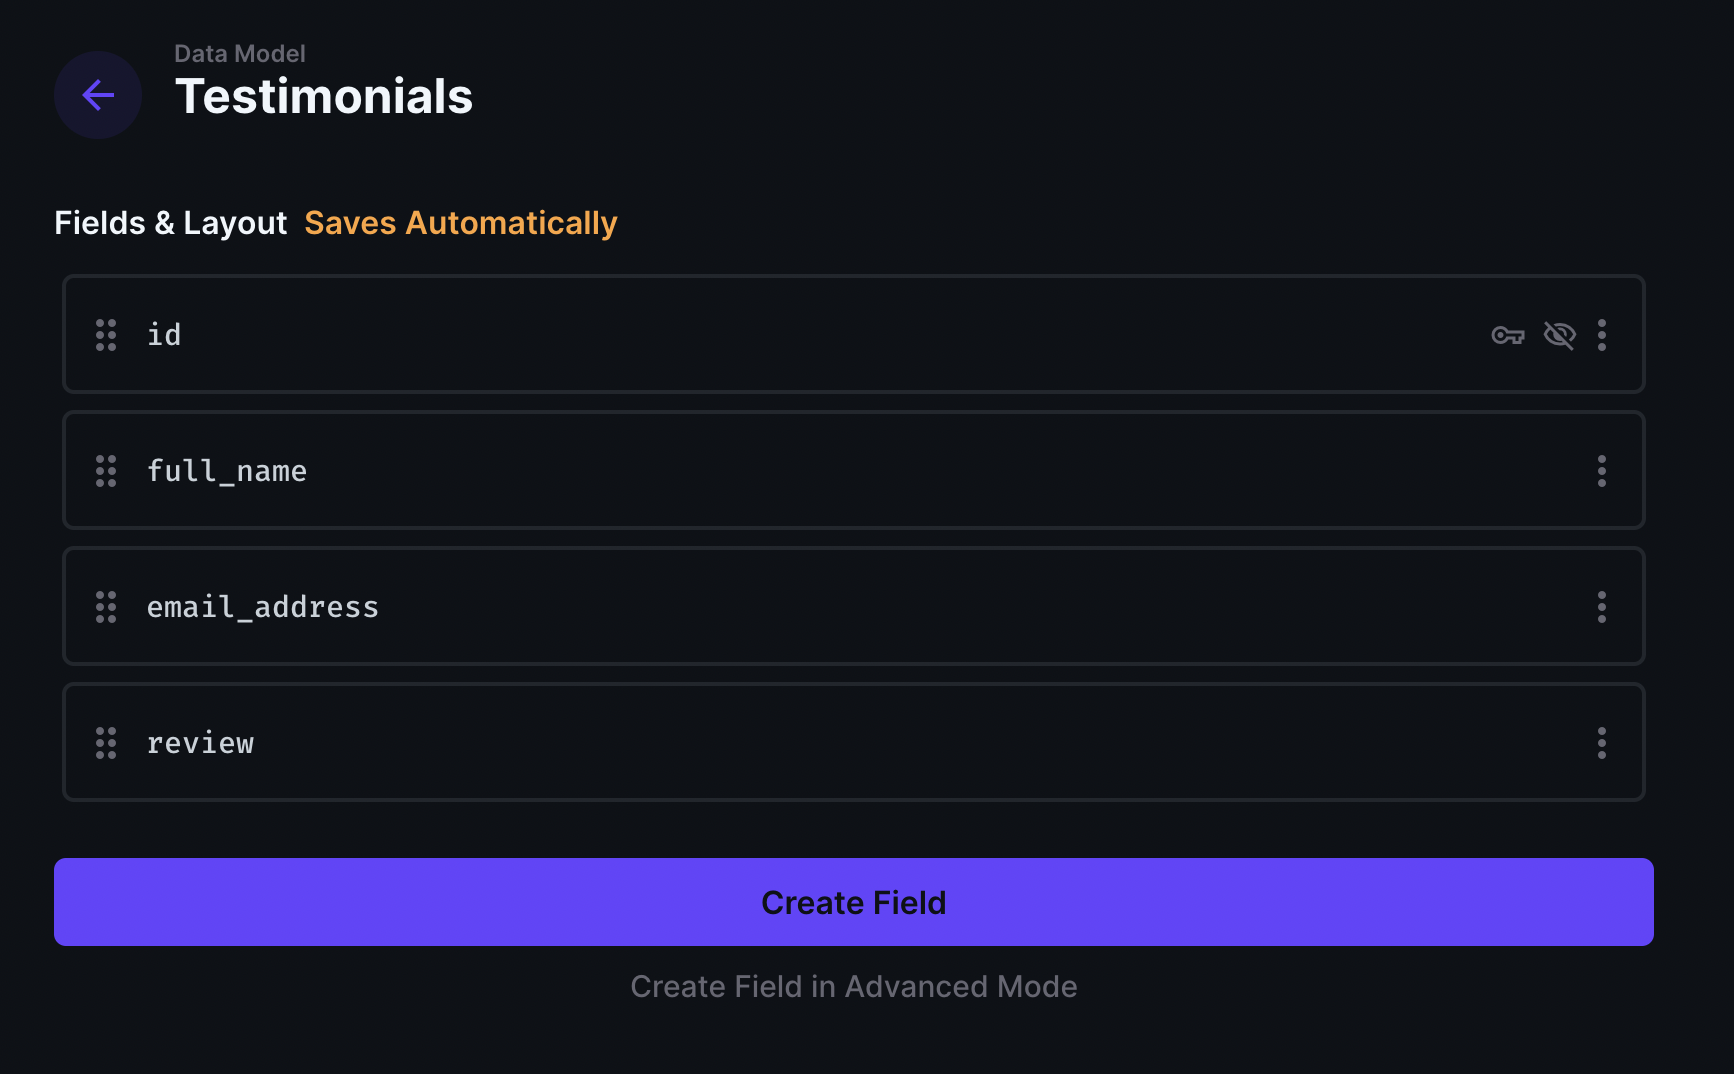 Data Model
Testimonials
Fields & Layout Saves Automatically
id
full_name
email_address
review
Create Field
Create Field in Advanced Mode